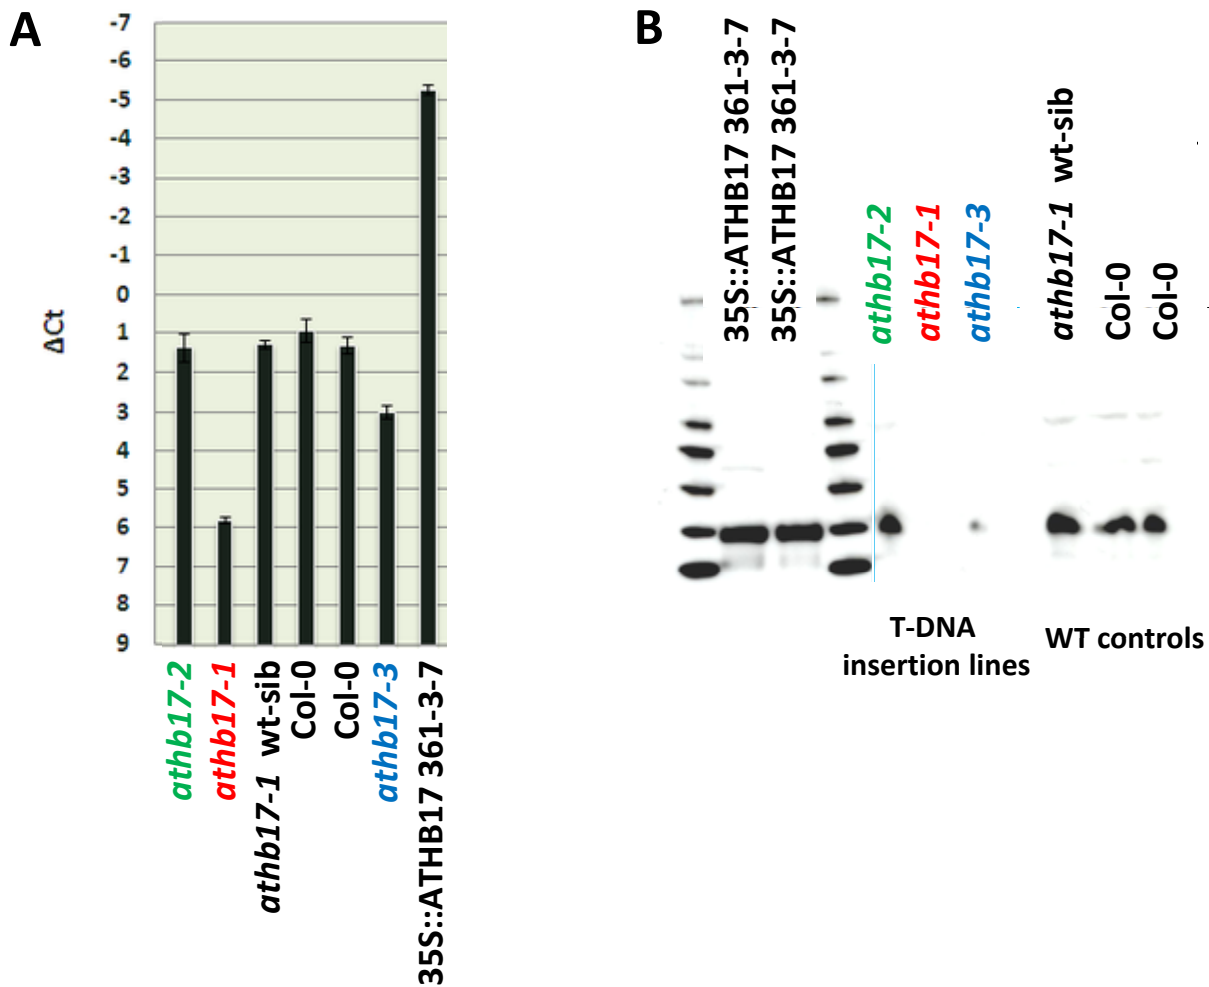 A
-7
-6
-5
-4
-3
-2
-1
0
1
2
3
4
5
6
7
8
9
ΔCt
athb17-2
athb17-1
athb17-1 wt-sib
Col-0
Col-0
athb17-3
35S::ATHB17 361-3-7
B
35S::ATHB17 361-3-7
35S::ATHB17 361-3-7
athb17-2
athb17-1
athb17-3
athb17-1 wt-sib
Col-0
Col-0
T-DNA
insertion lines
WT controls